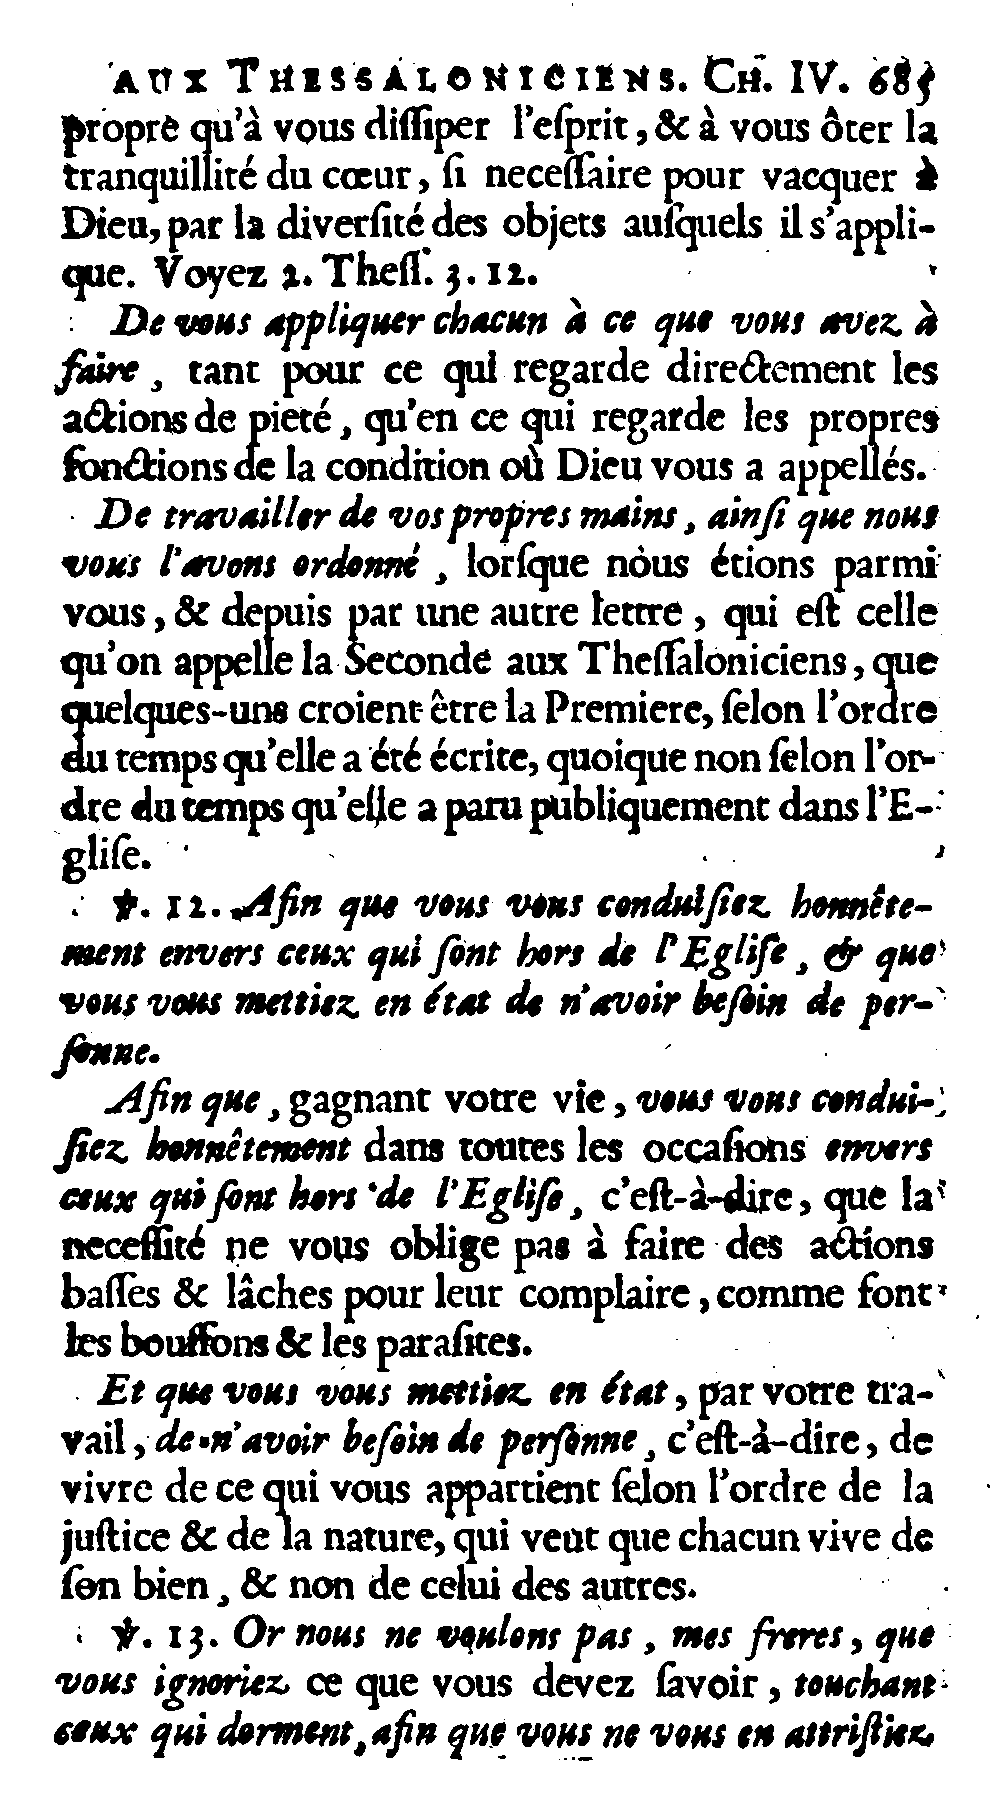 AUX THESSALONICIENS. CH. IV. 685
propre qu'à vous diſſiper l'eſprit, & à vous ôter la
tranquillité du cœur, ſi neceſſaire pour vacquer à
Dieu, par la diverſité des objets auſquels il s'appli-
que. Voyez 2. Theſſ. 3. 12.
De vous appliquer chacun à ce que vous avez à
faire, tant pour ce qui regarde directement les
actions de pieté, qu'en ce qui regarde les propres
fonctions de la condition où Dieu vous a appellés.
De travailler de vos propres mains, ainſi que nous
vous l'avons ordonné, lorſque nous étions parmi
vous, & depuis par une autre lettre, qui eſt celle
qu'on appelle la Seconde aux Theſſaloniciens, que
quelques-uns croient être la Premiere, ſelon l'ordre
du temps qu'elle a été écrite, quoique non ſelon l'or-
dre du temps qu'elle a paru publiquement dans l'E-
gliſe.
℣. 12. Afin que vous vous conduiſiez honnête-
ment envers ceux qui ſont hors de l'Egliſe, & que
vous vous mettiez en état de n'avoir beſoin de per-
ſonne.
Afin que, gagnant votre vie, vous vous condui-
ſiez honnêtement dans toutes les occaſions envers
ceux qui ſont hors de l'Egliſe, c'eſt-à-dire, que la
neceſſité ne vous oblige pas à faire des actions
baſſes & lâches pour leur complaire, comme font
les bouffons & les paraſites.
Et que vous vous mettiez en état, par votre tra-
vail, de n'avoir beſoin de perſonne, c'eſt-à-dire, de
vivre de ce qui vous appartient ſelon l'ordre de la
juſtice & de la nature, qui veut que chacun vive de
ſon bien, & non de celui des autres.
℣. 13. Or nous ne voulons pas, mes freres, que
vous ignoriez ce que vous devez ſavoir, touchant
ceux qui dorment, afin que vous ne vous en attriſtiez